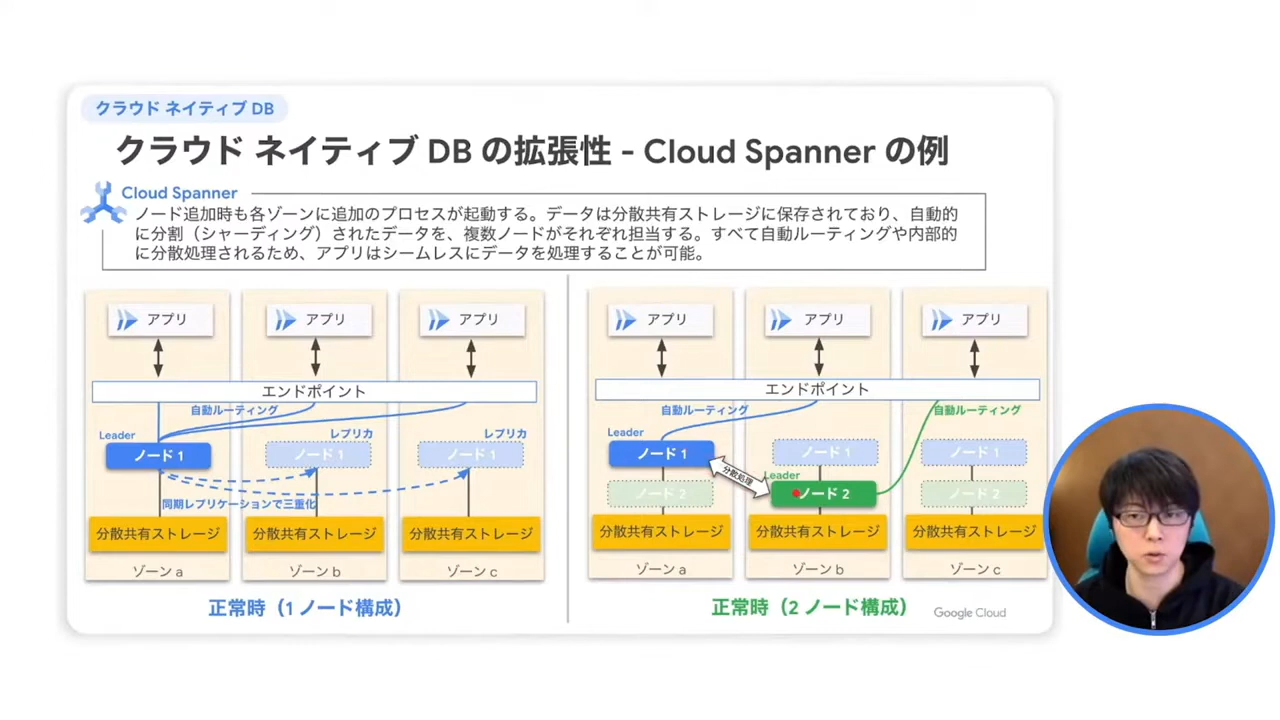 クラウド ネイティブ DB
クラウド ネイティブ DB の拡張性 - Cloud Spanner の例
Cloud Spanner
ノード追加時も各ゾーンに追加のプロセスが起動する。データは分散共有ストレージに保存されており、自動的
に分割（シャーディング）されたデータを、複数ノードがそれぞれ担当する。すべて自動ルーティングや内部的
に分散処理されるため、アプリはシームレスにデータを処理することが可能。
アプリ
アプリ
アプリ
エンドポイント
自動ルーティング
Leader
ノード 1
レプリカ
ノード 1
レプリカ
ノード 1
同期レプリケーションで三重化
分散共有ストレージ
分散共有ストレージ
分散共有ストレージ
ゾーン a
ゾーン b
ゾーン c
正常時（1 ノード構成）
アプリ
アプリ
アプリ
エンドポイント
自動ルーティング
自動ルーティング
Leader
ノード 1
ノード 1
ノード 1
分散処理
Leader
ノード 2
ノード 2
ノード 2
分散共有ストレージ
分散共有ストレージ
分散共有ストレージ
ゾーン a
ゾーン b
ゾーン c
正常時（2 ノード構成）
Google Cloud